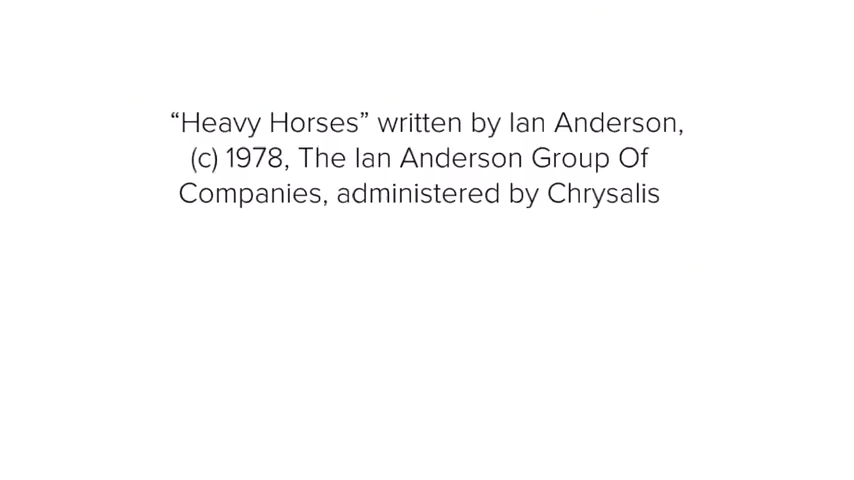 “Heavy Horses” written by Ian Anderson,
(c) 1978, The Ian Anderson Group Of
Companies, administered by Chrysalis